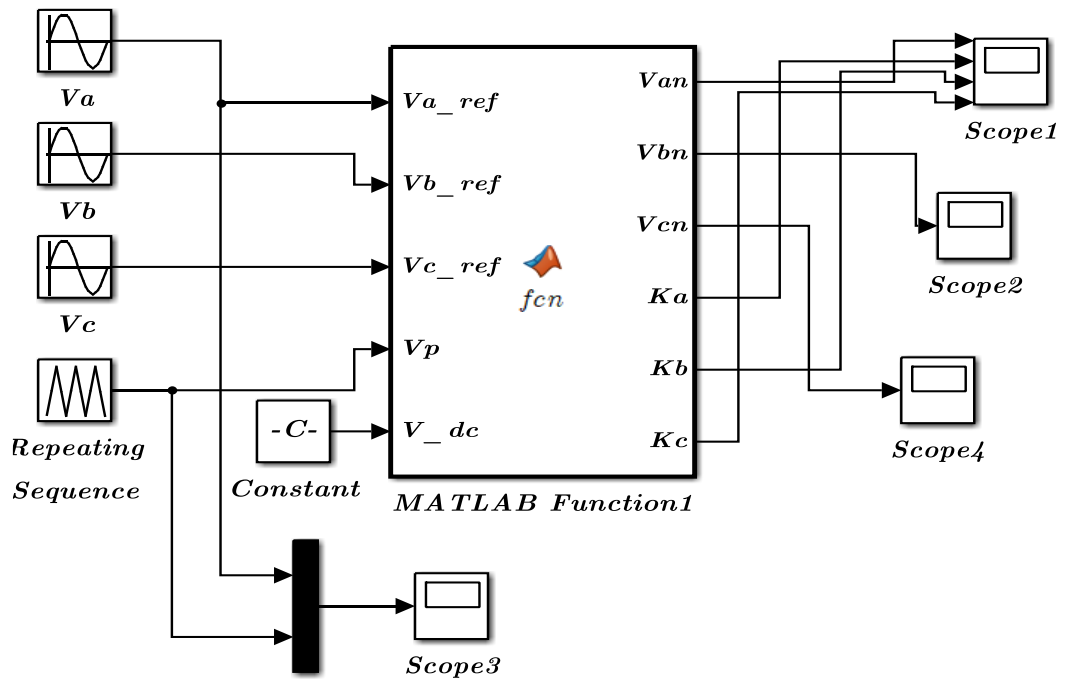 Va
Vb
Vc
Repeating
Sequence
-C-
Constant
Va_ref
Vb_ref
Vc_ref
Vp
V_dc
fcn
Van
Vbn
Vcn
Ka
Kb
Kc
MATLAB Function1
Scope1
Scope2
Scope4
Scope3